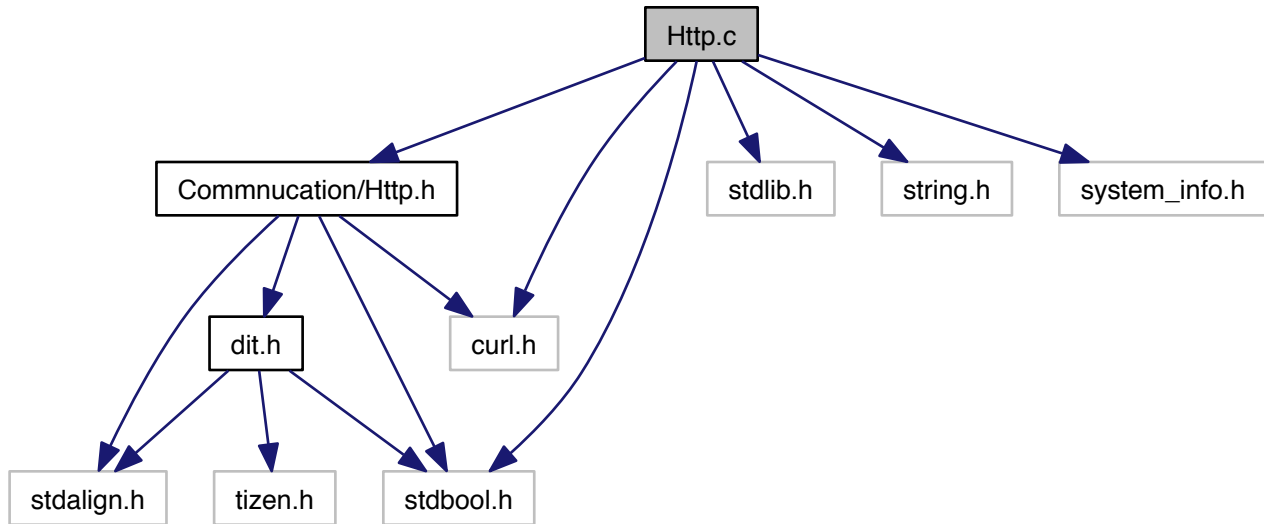 Http.c
Commnucation/Http.h
stdlib.h
string.h
system_info.h
dit.h
curl.h
stdalign.h
tizen.h
stdbool.h